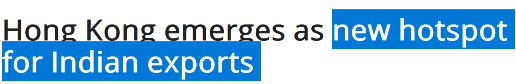 Hong Kong emerges as new hotspot
for Indian exports